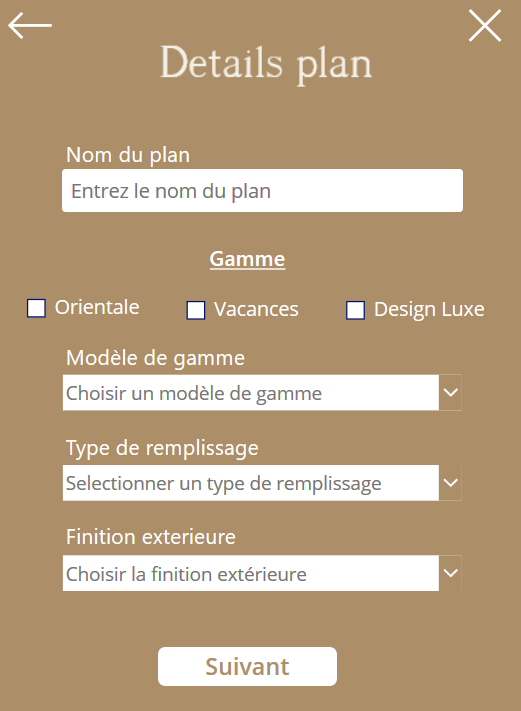 Details plan
Nom du plan
Entrez le nom du plan
Gamme
Orientale Vacances Design Luxe
Modèle de gamme
Choisir un modèle de gamme
Type de remplissage
Selectionner un type de remplissage
Finition exterieure
Choisir la finition extérieure
Suivant